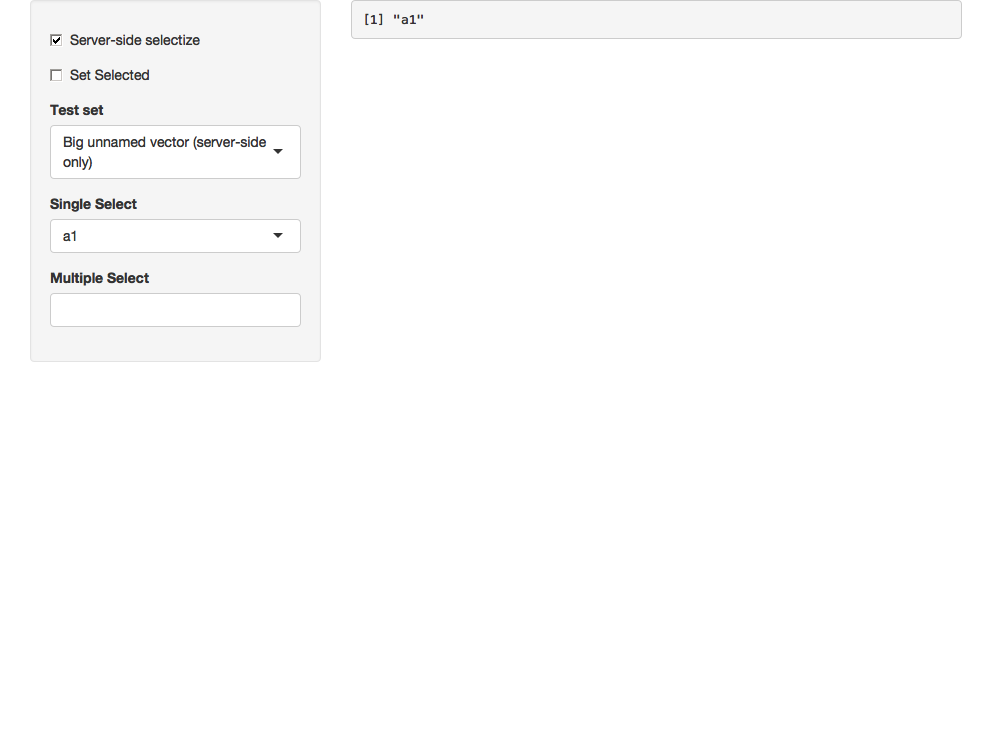 Server-side selectize
Set Selected
Test set
Big unnamed vector (server-side
only)
Single Select
a1
Multiple Select
[1] "a1"